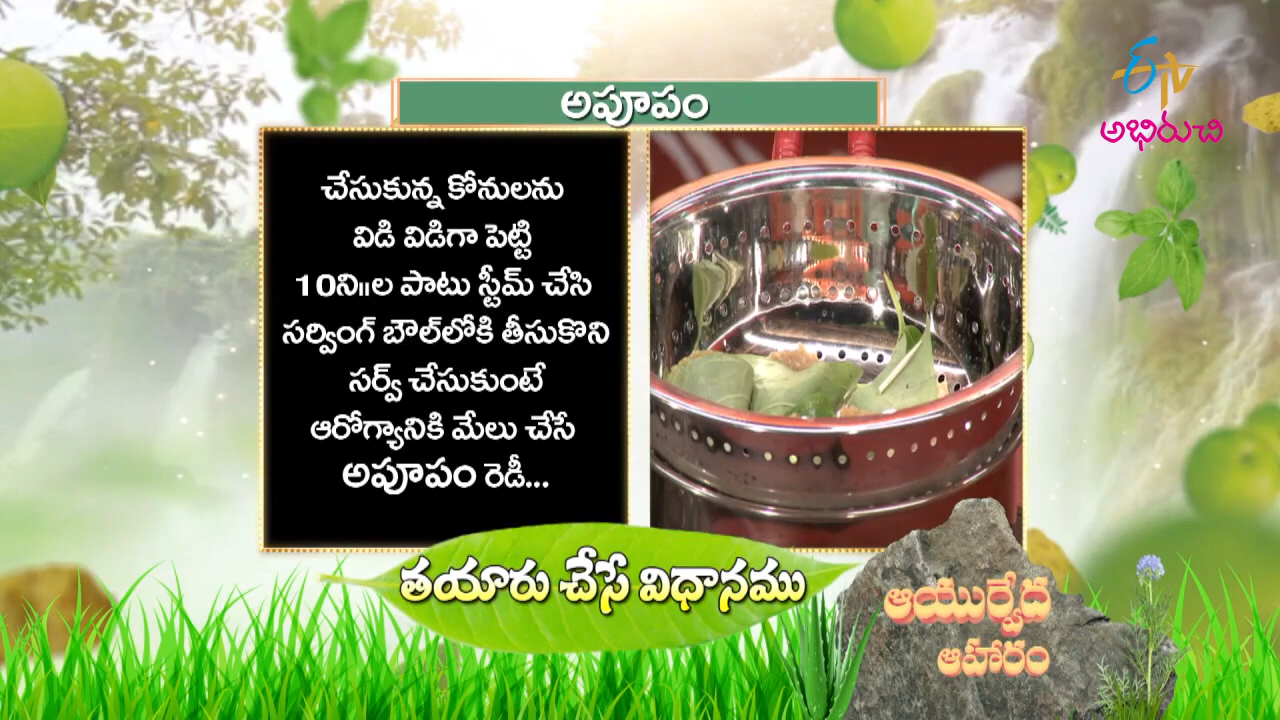 ETV
అభిరుచి
అపూపం
చేసుకున్న కోనులను
విడి విడిగా పెట్టి
10ని॥ల పాటు స్టీమ్ చేసి
సర్వింగ్ బౌల్‌లోకి తీసుకొని
సర్వ్ చేసుకుంటే
ఆరోగ్యానికి మేలు చేసే
అపూపం రెడీ...
తయారు చేసే విధానము
ఆయుర్వేద
ఆహారం